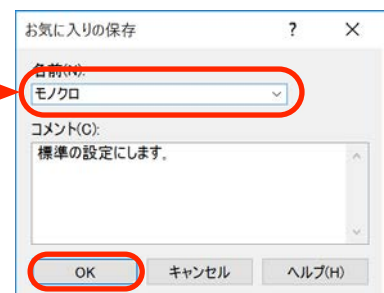 お気に入りの保存 ? ×
名前(N):
モノクロ
コメント(C):
標準の設定にします。
OK キャンセル ヘルプ(H)